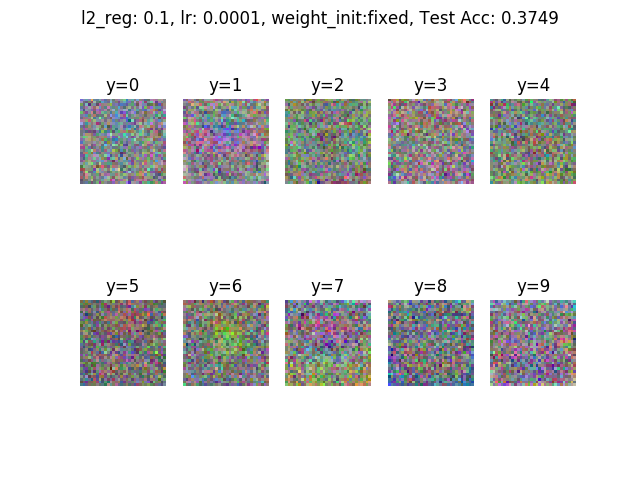 l2_reg: 0.1, lr: 0.0001, weight_init:fixed, Test Acc: 0.3749
y=0 y=1 y=2 y=3 y=4
y=5 y=6 y=7 y=8 y=9